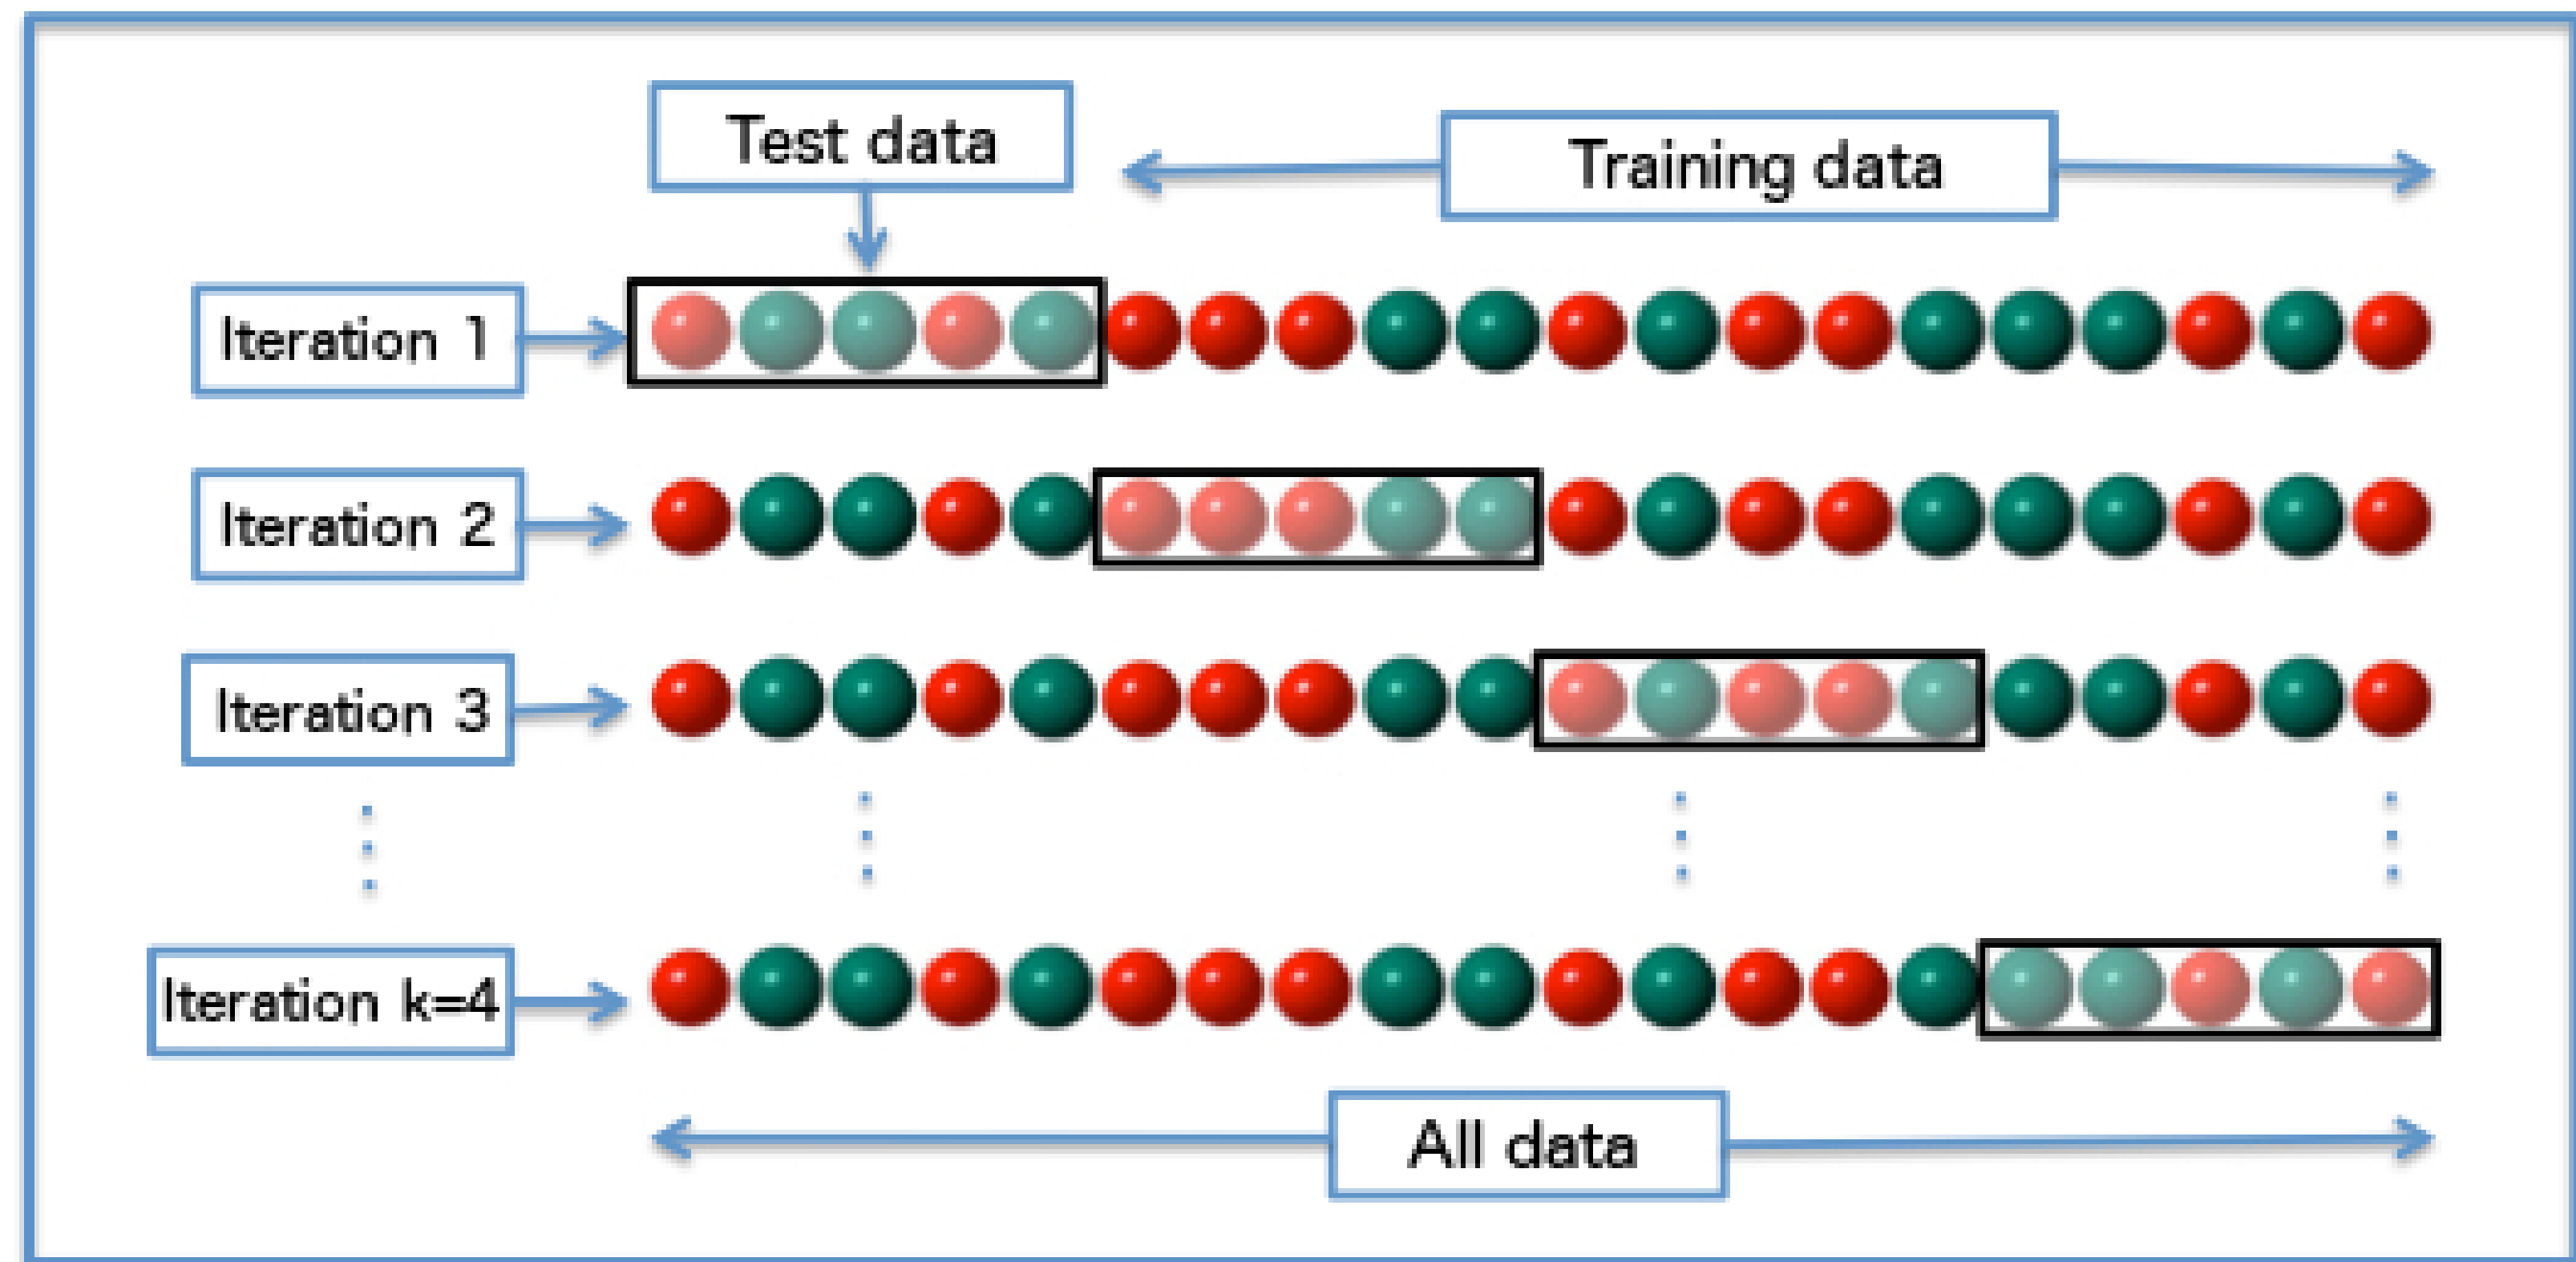 Test data
Training data
Iteration 1
Iteration 2
Iteration 3
Iteration k=4
All data